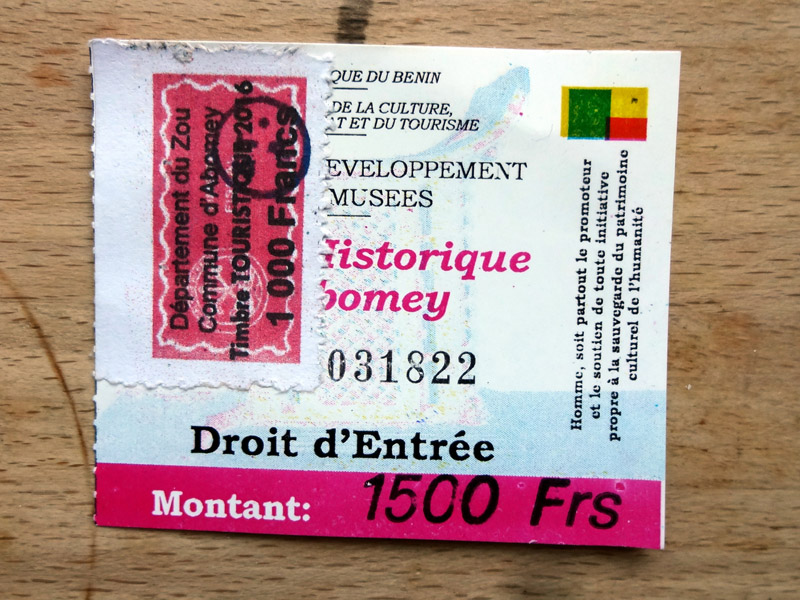 QUE DU BENIN
DE LA CULTURE,
T ET DU TOURISME
EVELOPPEMENT
MUSEES
Historique
bomey
031822
Droit d'Entrée
Montant: 1500 Frs
Département du Zou
Commune d'Abomey
Timbre TOURISTIQUE 2016
1 000 Francs
Homme, soit partout le promoteur
et le soutien de toute initiative
propre à la sauvegarde du patrimoine
culturel de l'humanité